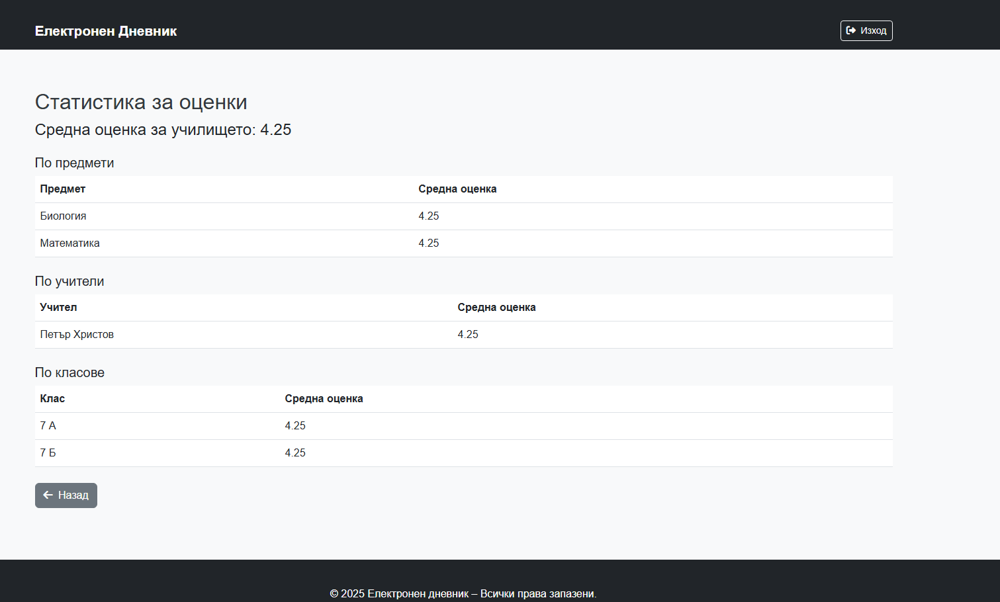 Електронен Дневник
Изход
Статистика за оценки
Средна оценка за училището: 4.25
По предмети
Предмет Средна оценка
Биология 4.25
Математика 4.25
По учители
Учител Средна оценка
Петър Христов 4.25
По класове
Клас Средна оценка
7 А 4.25
7 Б 4.25
Назад
© 2025 Електронен дневник – Всички права запазени.